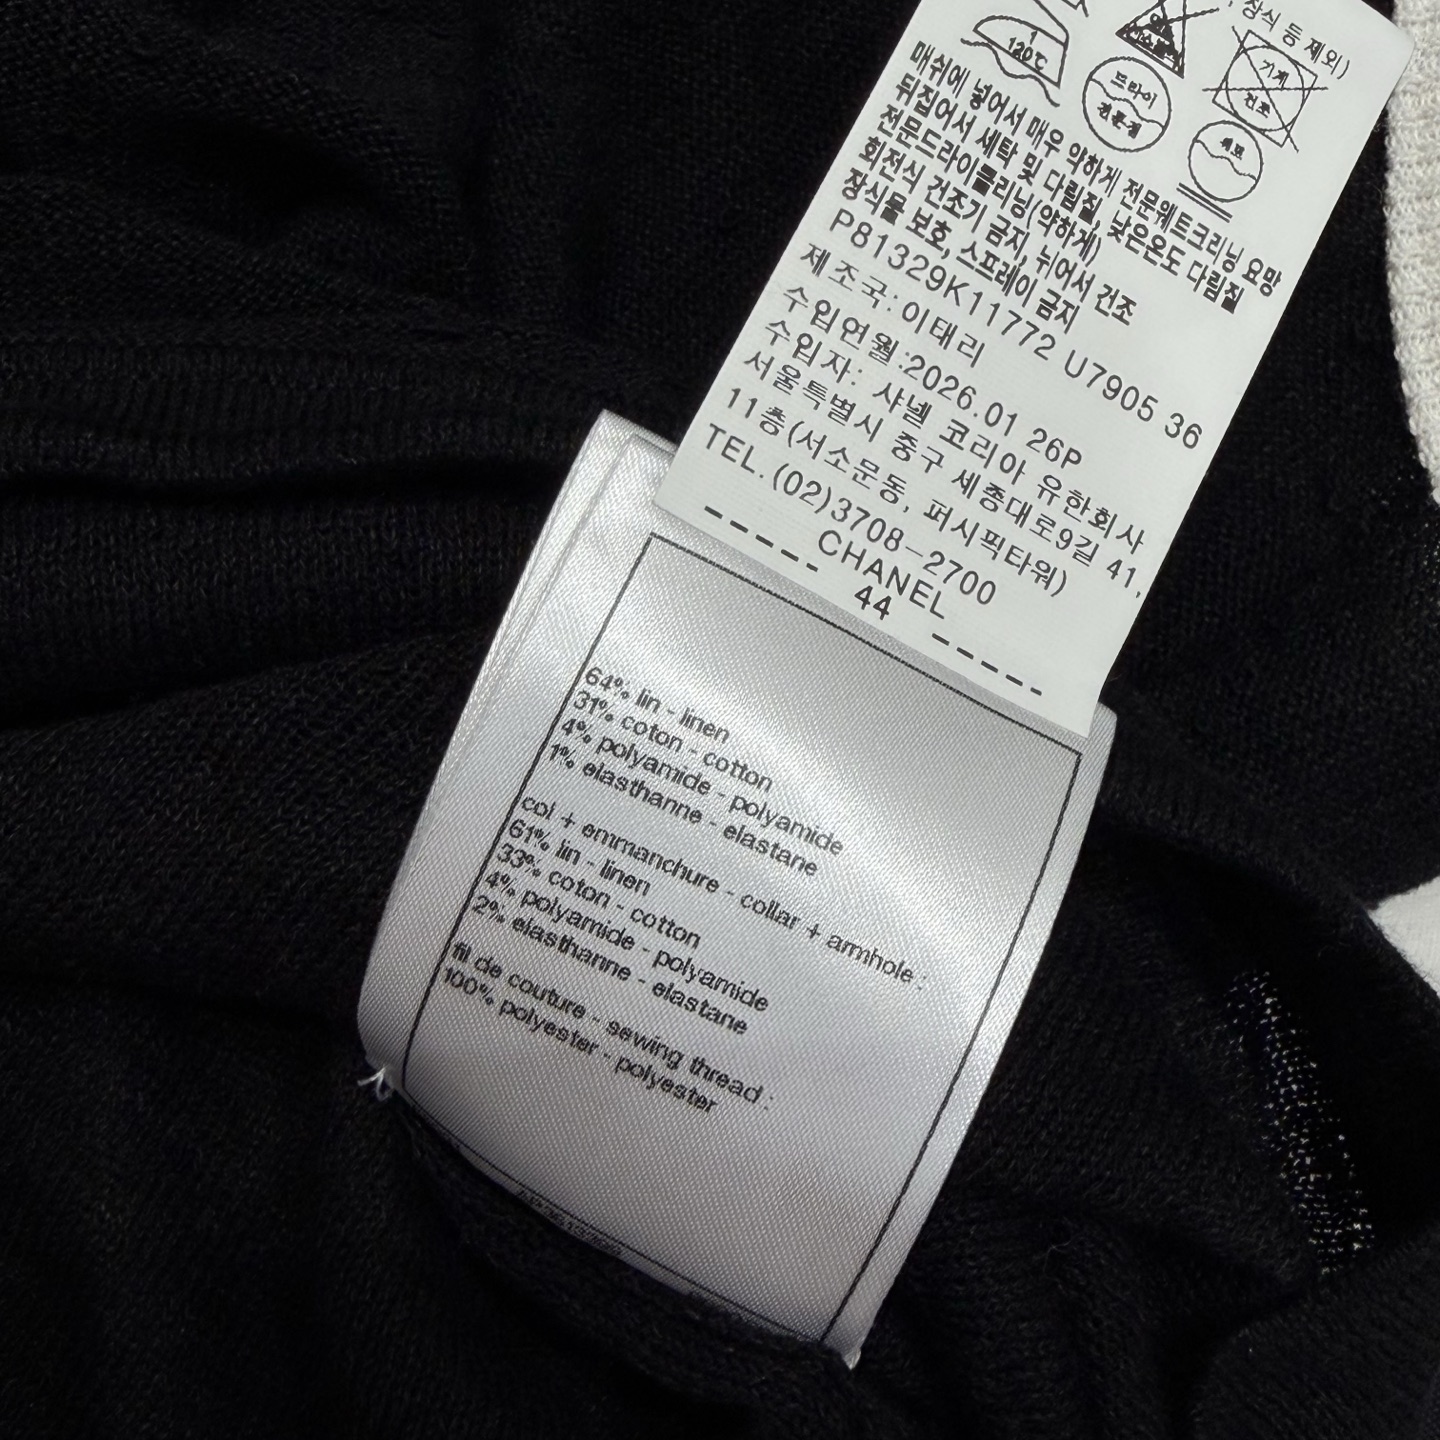 , 장식 등 제외)
1
120℃
염소표백
기계
건조
드라이
전문점
매쉬에 넣어서 매우 약하게 전문웨트크리닝 요망
뒤집어서 세탁 및 다림질, 낮은온도 다림질
전문드라이클리닝(약하게)
회전식 건조기 금지, 뉘어서 건조
장식물 보호, 스프레이 금지
P81329K11772 U7905 36
제조국:이태리
수입연월:2026.01 26P
수입자: 샤넬 코리아 유한회사
서울특별시 중구 세종대로9길 41,
11층(서소문동, 퍼시픽타워)
TEL.(02)3708-2700
---- CHANEL ----
44
64% lin - linen
31% coton - cotton
4% polyamide - polyamide
1% elasthanne - elastane
col + emmanchure - collar + armhole :
61% lin - linen
33% coton - cotton
4% polyamide - polyamide
2% elasthanne - elastane
fil de couture - sewing thread :
100% polyester - polyester